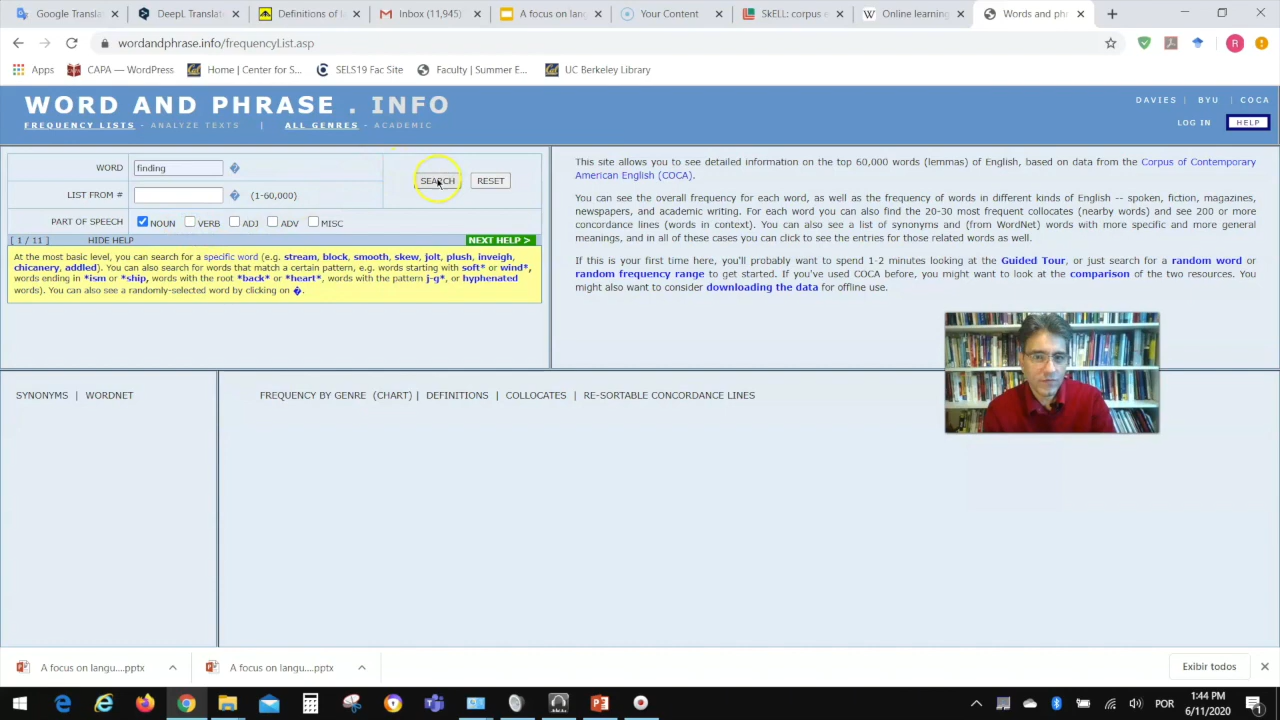 Google Transla
DeepL Translate
Definitions of l
Inbox (11,945)
A focus on lang
Your Content
SkELL: corpus e
Online learning
Words and phr
wordandphrase.info/frequencyList.asp
Apps
CAPA — WordPress
Home | Center for S...
SELS19 Fac Site
Faculty | Summer E...
UC Berkeley Library
WORD AND PHRASE . INFO
FREQUENCY LISTS - ANALYZE TEXTS | ALL GENRES - ACADEMIC
DAVIES | BYU | COCA
LOG IN HELP
WORD finding
SEARCH RESET
LIST FROM # (1-60,000)
PART OF SPEECH NOUN VERB ADJ ADV MISC
[ 1 / 11 ] HIDE HELP NEXT HELP >
At the most basic level, you can search for a specific word (e.g. stream, block, smooth, skew, jolt, plush, inveigh,
chicanery, addled). You can also search for words that match a certain pattern, e.g. words starting with soft* or wind*,
words ending in *ism or *ship, words with the root *back* or *heart*, words with the pattern j-g*, or hyphenated
words). You can also see a randomly-selected word by clicking on �.
This site allows you to see detailed information on the top 60,000 words (lemmas) of English, based on data from the Corpus of Contemporary
American English (COCA).
You can see the overall frequency for each word, as well as the frequency of words in different kinds of English -- spoken, fiction, magazines,
newspapers, and academic writing. For each word you can also find the 20-30 most frequent collocates (nearby words) and see 200 or more
concordance lines (words in context). You can also see a list of synonyms and (from WordNet) words with more specific and more general
meanings, and in all of these cases you can click to see the entries for those related words as well.
If this is your first time here, you'll probably want to spend 1-2 minutes looking at the Guided Tour, or just search for a random word or
random frequency range to get started. If you've used COCA before, you might want to look at the comparison of the two resources. You
might also want to consider downloading the data for offline use.
SYNONYMS | WORDNET
FREQUENCY BY GENRE (CHART) | DEFINITIONS | COLLOCATES | RE-SORTABLE CONCORDANCE LINES
A focus on langu....pptx
A focus on langu....pptx
Exibir todos
POR
1:44 PM
6/11/2020